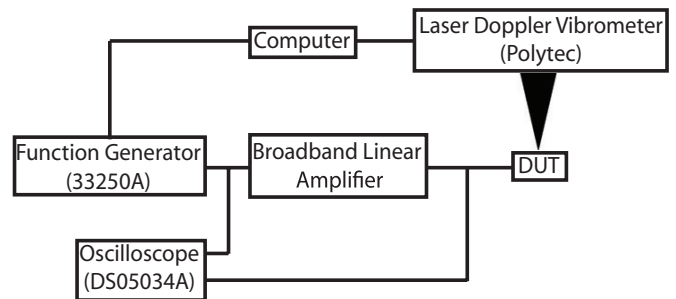 Laser Doppler Vibrometer
(Polytec)
Computer
Function Generator
(33250A)
Broadband Linear
Amplifier
DUT
Oscilloscope
(DS05034A)